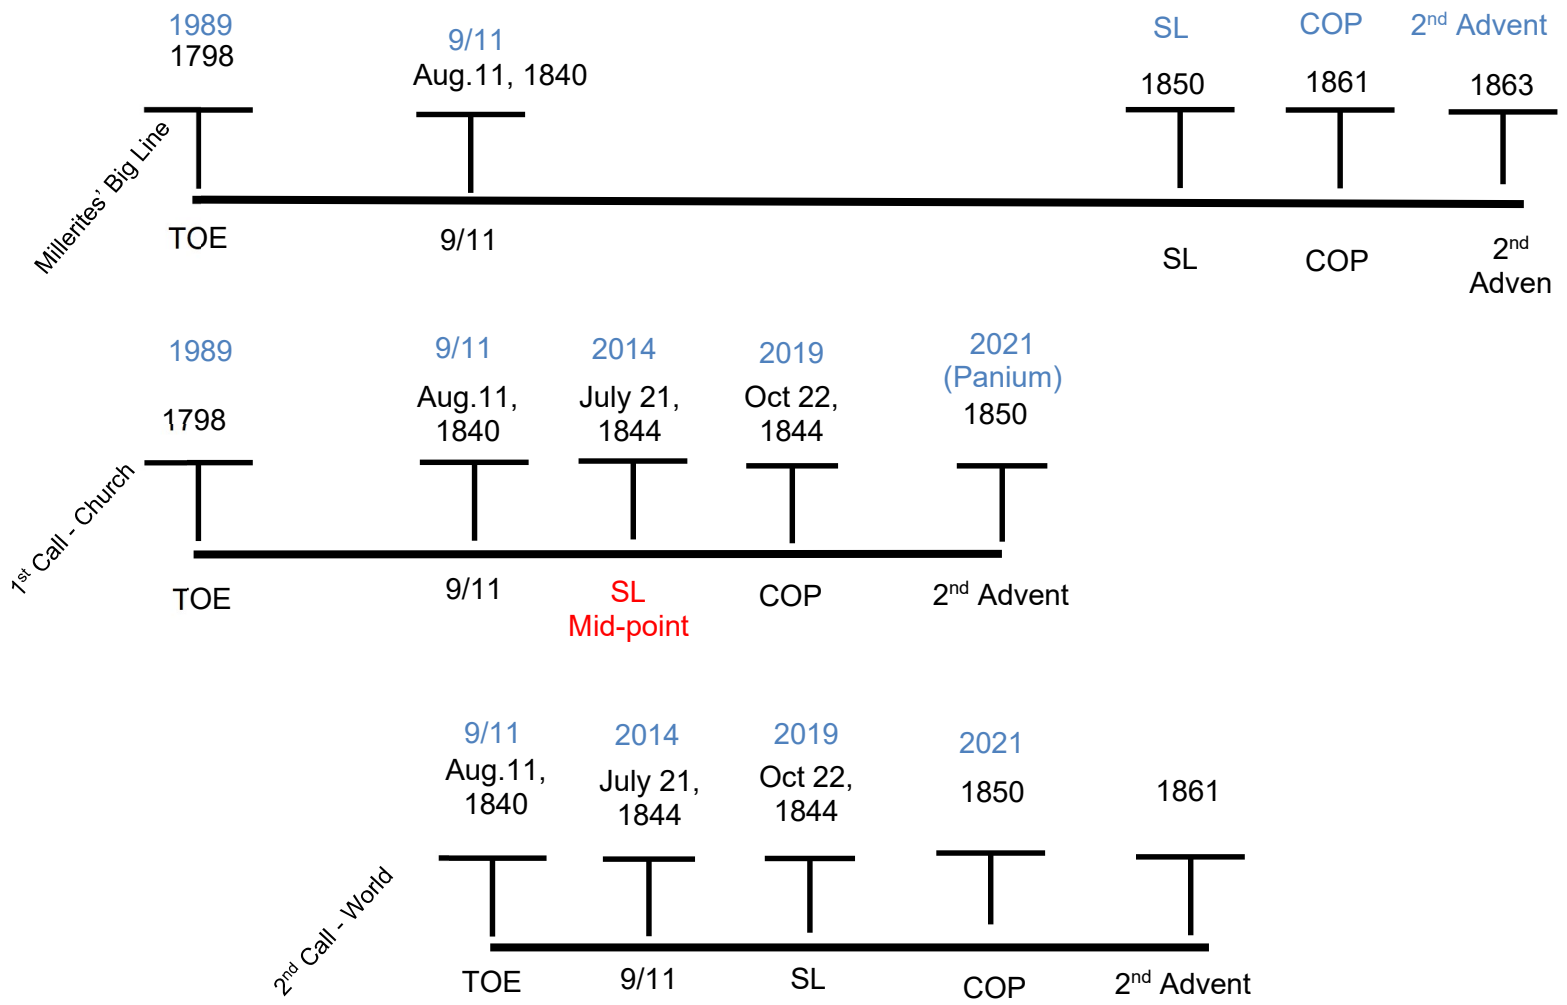 1989
1798
9/11
Aug.11, 1840
SL
1850
COP
1861
2nd Advent
1863
Millerites' Big Line
TOE
9/11
SL
COP
2nd
Adven
1989
1798
9/11
Aug.11,
1840
2014
July 21,
1844
2019
Oct 22,
1844
2021
(Panium)
1850
1st Call - Church
TOE
9/11
SL
Mid-point
COP
2nd Advent
9/11
Aug.11,
1840
2014
July 21,
1844
2019
Oct 22,
1844
2021
1850
1861
2nd Call - World
TOE
9/11
SL
COP
2nd Advent